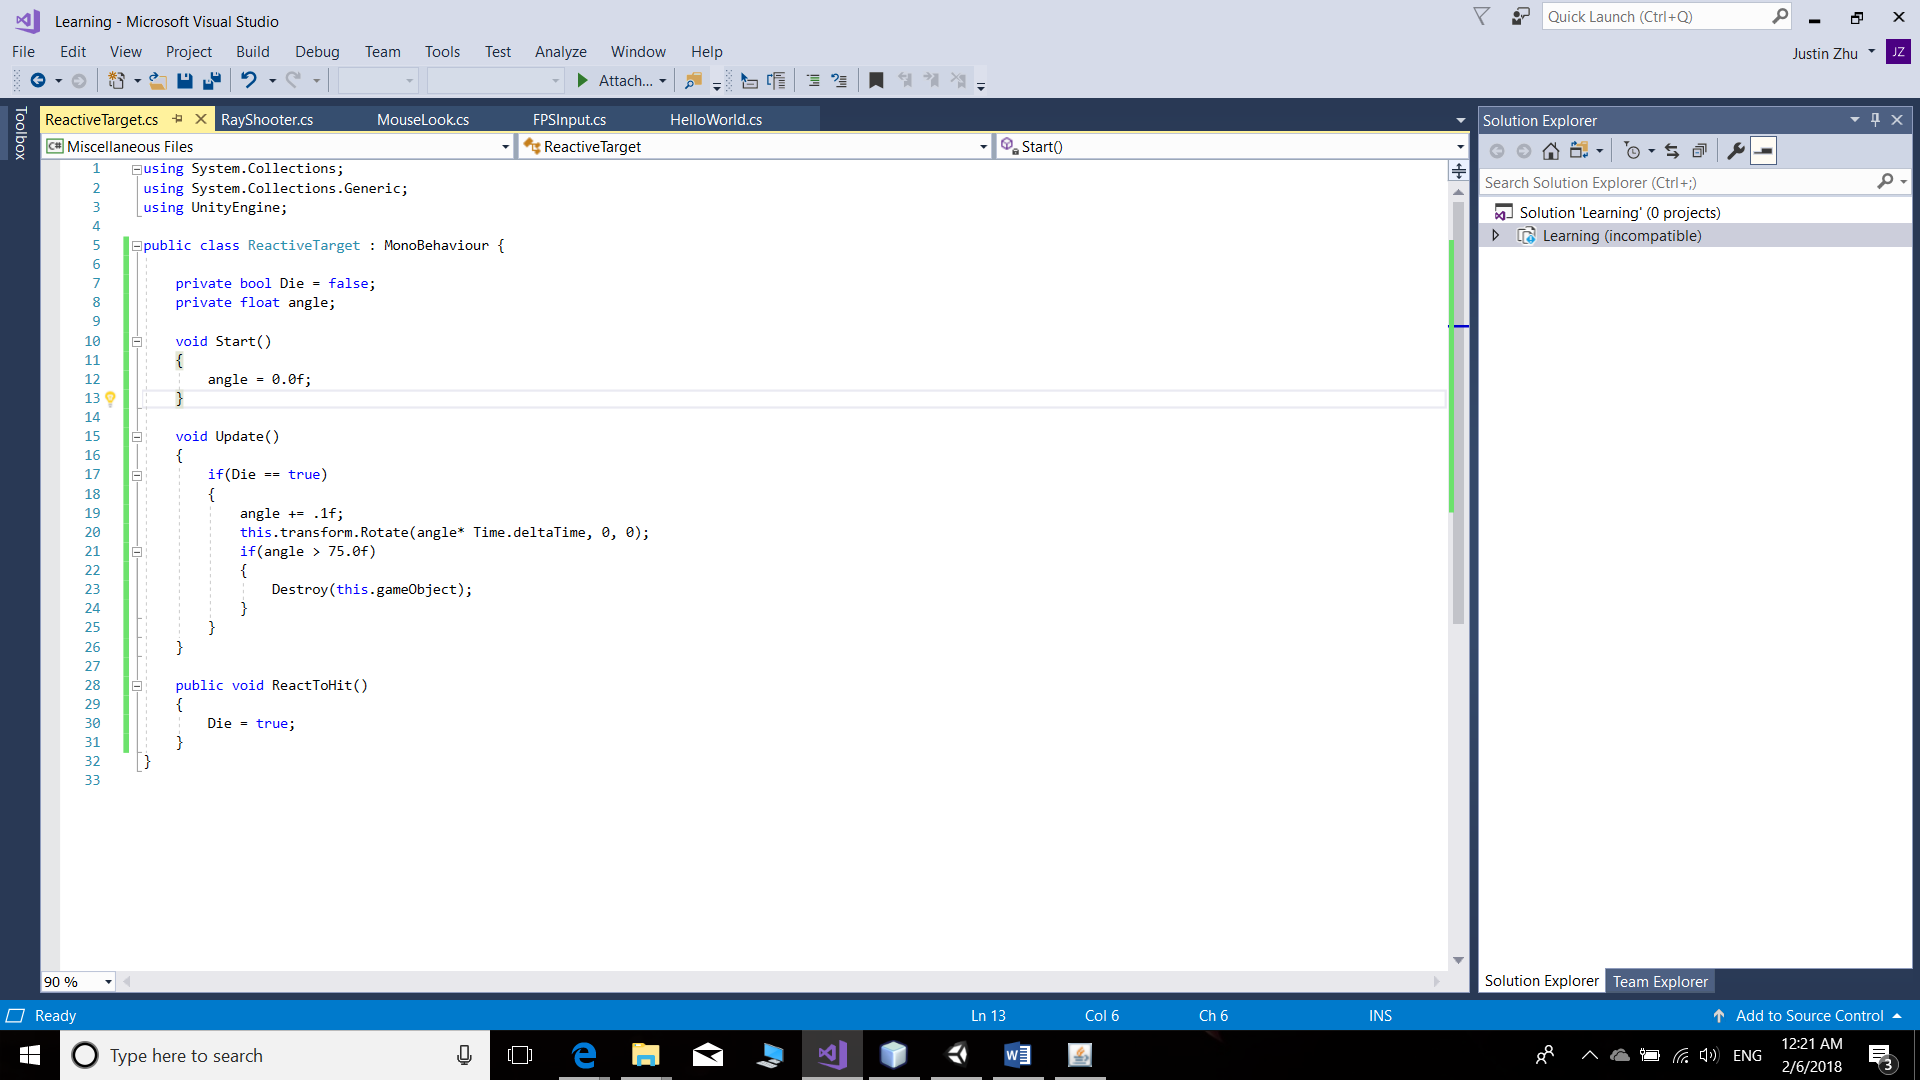 Learning - Microsoft Visual Studio
Quick Launch (Ctrl+Q)
File Edit View Project Build Debug Team Tools Test Analyze Window Help
Justin Zhu
JZ
Attach...
Toolbox
ReactiveTarget.cs RayShooter.cs MouseLook.cs FPSInput.cs HelloWorld.cs
C# Miscellaneous Files ReactiveTarget Start()
1 using System.Collections;
2 using System.Collections.Generic;
3 using UnityEngine;
4
5 public class ReactiveTarget : MonoBehaviour {
6
7 private bool Die = false;
8 private float angle;
9
10 void Start()
11 {
12 angle = 0.0f;
13 }
14
15 void Update()
16 {
17 if(Die == true)
18 {
19 angle += .1f;
20 this.transform.Rotate(angle* Time.deltaTime, 0, 0);
21 if(angle > 75.0f)
22 {
23 Destroy(this.gameObject);
24 }
25 }
26 }
27
28 public void ReactToHit()
29 {
30 Die = true;
31 }
32 }
33
90 %
Solution Explorer
Search Solution Explorer (Ctrl+;)
Solution 'Learning' (0 projects)
Learning (incompatible)
Solution Explorer Team Explorer
Ready Ln 13 Col 6 Ch 6 INS Add to Source Control
Type here to search
ENG
12:21 AM
2/6/2018
3